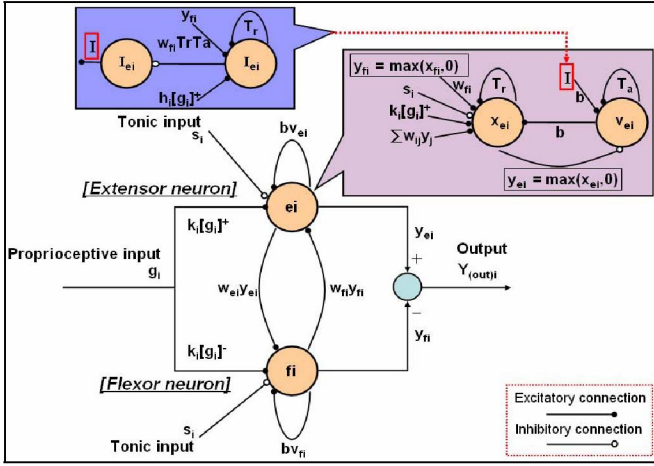 y_fi
T_r
I
w_fi TrTa
I_ei
I_ei
h_i[g_i]⁺
y_fi = max(x_fi,0)
I
w_fi
T_r
T_a
s_i
b
k_i[g_i]⁺
x_ei
v_ei
∑w_ij y_j
b
y_ei = max(x_ei,0)
Tonic input
s_i
bv_ei
[Extensor neuron]
ei
k_i[g_i]⁺
y_ei
Proprioceptive input
g_i
+
Output
Y_(out)i
w_ei y_ei
w_fi y_fi
−
k_i[g_i]⁻
y_fi
fi
[Flexor neuron]
s_i
Tonic input
bv_fi
Excitatory connection
Inhibitory connection